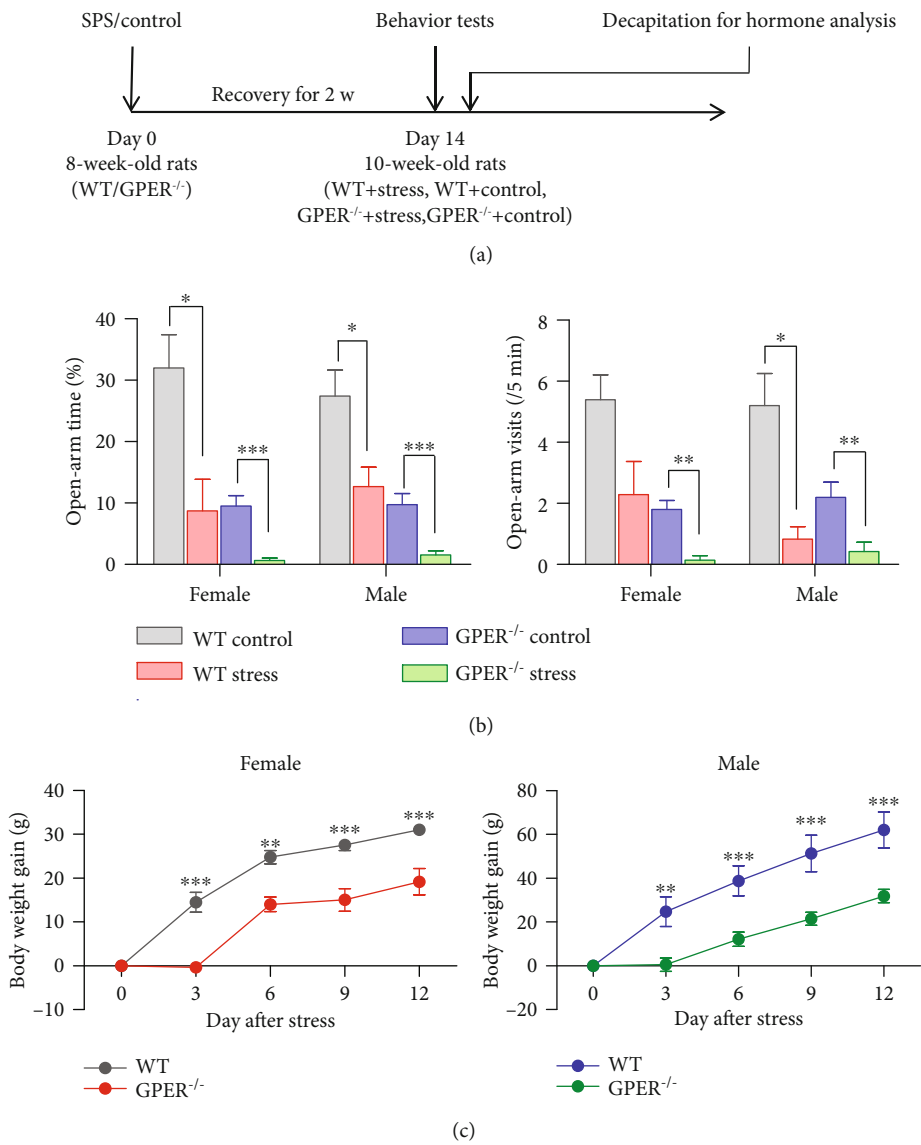 SPS/control
Behavior tests
Decapitation for hormone analysis
Recovery for 2 w
Day 0
8-week-old rats
(WT/GPER-/-)
Day 14
10-week-old rats
(WT+stress, WT+control,
GPER-/-+stress,GPER-/-+control)
(a)
Open-arm time (%)
40
30
20
10
0
*
***
*
***
Female
Male
Open-arm visits (/5 min)
8
6
4
2
0
**
*
**
Female
Male
WT control
WT stress
GPER-/- control
GPER-/- stress
(b)
Female
Body weight gain (g)
40
30
20
10
0
–10
***
**
***
***
0 3 6 9 12
Day after stress
WT
GPER-/-
Male
Body weight gain (g)
80
60
40
20
0
–20
**
***
***
***
0 3 6 9 12
Day after stress
WT
GPER-/-
(c)